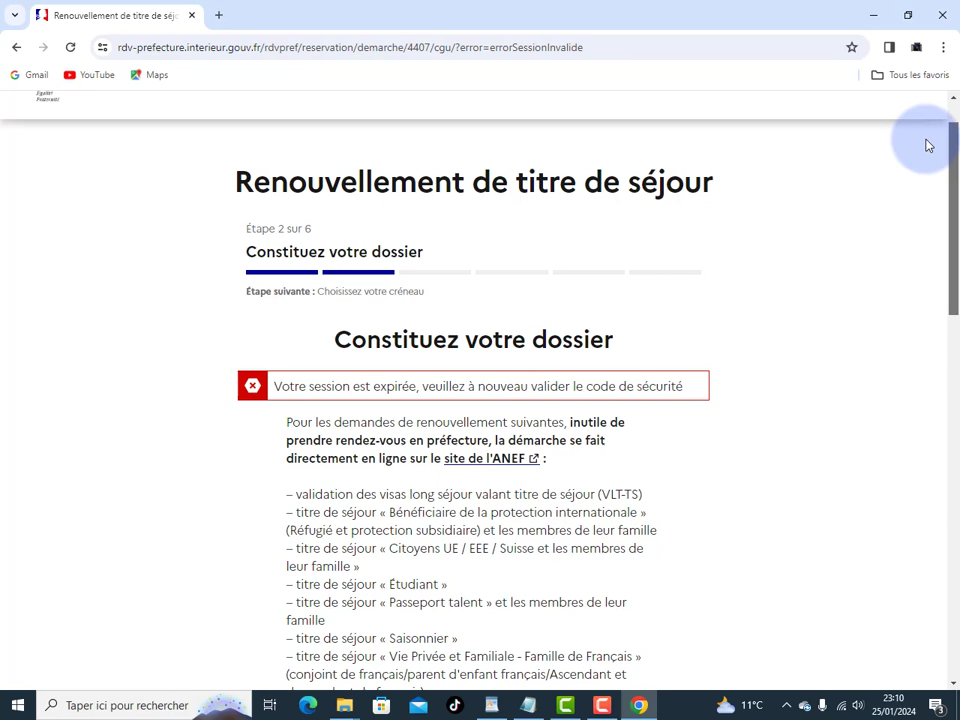 Renouvellement de titre de séjo
rdv-prefecture.interieur.gouv.fr/rdvpref/reservation/demarche/4407/cgu/?error=errorSessionInvalide
Gmail
YouTube
Maps
Tous les favoris
Égalité
Fraternité
Renouvellement de titre de séjour
Étape 2 sur 6
Constituez votre dossier
Étape suivante : Choisissez votre créneau
Constituez votre dossier
Votre session est expirée, veuillez à nouveau valider le code de sécurité
Pour les demandes de renouvellement suivantes, inutile de
prendre rendez-vous en préfecture, la démarche se fait
directement en ligne sur le site de l'ANEF :
– validation des visas long séjour valant titre de séjour (VLT-TS)
– titre de séjour « Bénéficiaire de la protection internationale »
(Réfugié et protection subsidiaire) et les membres de leur famille
– titre de séjour « Citoyens UE / EEE / Suisse et les membres de
leur famille »
– titre de séjour « Étudiant »
– titre de séjour « Passeport talent » et les membres de leur
famille
– titre de séjour « Saisonnier »
– titre de séjour « Vie Privée et Familiale - Famille de Français »
(conjoint de français/parent d'enfant français/Ascendant et
Taper ici pour rechercher
11°C
23:10
25/01/2024
3